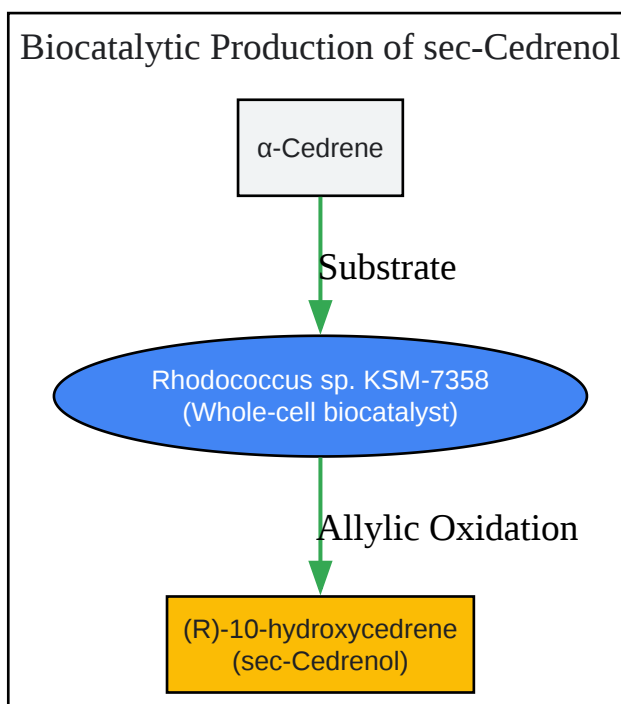 Biocatalytic Production of sec-Cedrenol
α-Cedrene
Substrate
Rhodococcus sp. KSM-7358
(Whole-cell biocatalyst)
Allylic Oxidation
(R)-10-hydroxycedrene
(sec-Cedrenol)